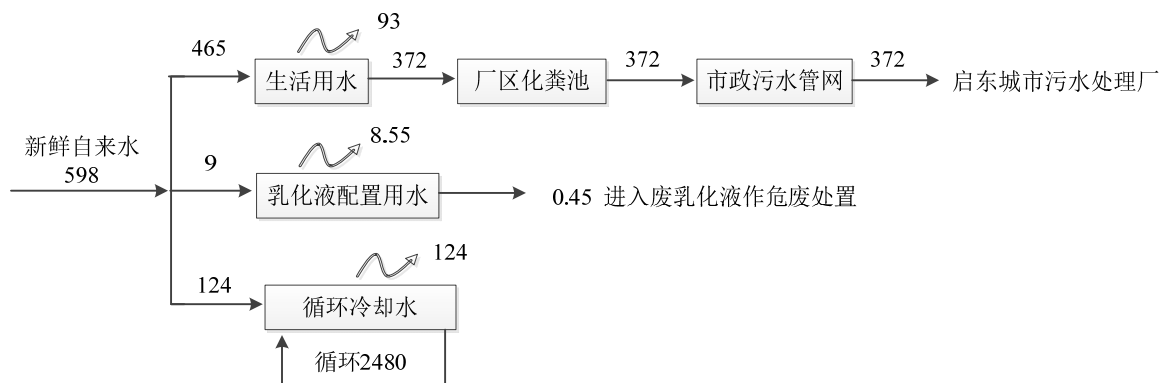 93
465
生活用水
372
厂区化粪池
372
市政污水管网
372
启东城市污水处理厂
新鲜自来水
598
8.55
9
乳化液配置用水
0.45 进入废乳化液作危废处置
124
124
循环冷却水
循环2480